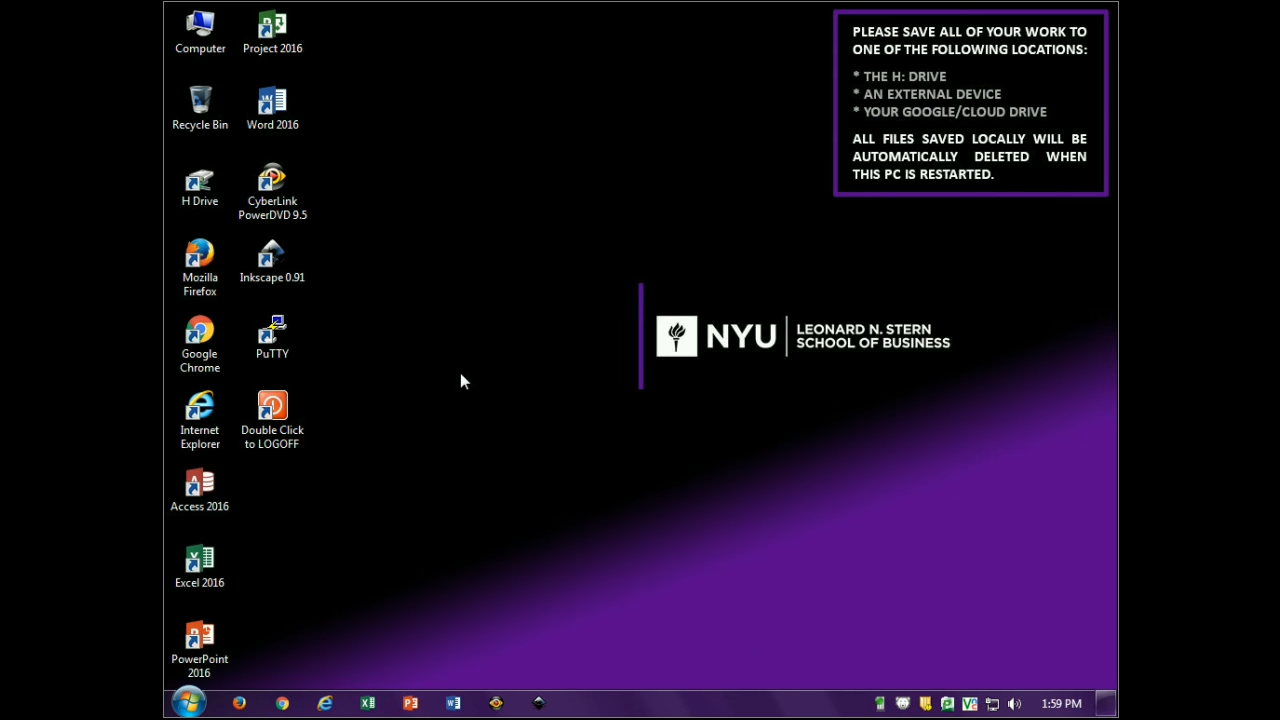 Computer
Project 2016
Recycle Bin
Word 2016
H Drive
CyberLink
PowerDVD 9.5
Mozilla
Firefox
Inkscape 0.91
Google
Chrome
PuTTY
Internet
Explorer
Double Click
to LOGOFF
Access 2016
Excel 2016
PowerPoint
2016
PLEASE SAVE ALL OF YOUR WORK TO
ONE OF THE FOLLOWING LOCATIONS:
* THE H: DRIVE
* AN EXTERNAL DEVICE
* YOUR GOOGLE/CLOUD DRIVE
ALL FILES SAVED LOCALLY WILL BE
AUTOMATICALLY DELETED WHEN
THIS PC IS RESTARTED.
NYU
LEONARD N. STERN
SCHOOL OF BUSINESS
1:59 PM